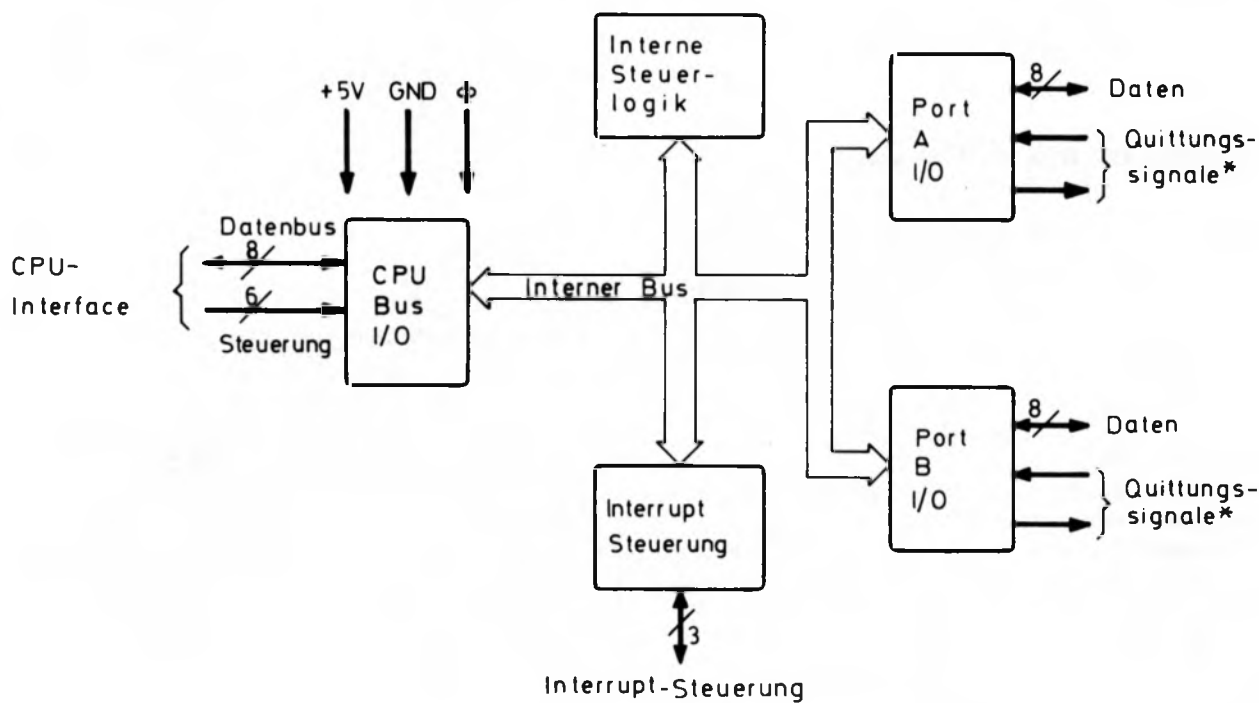 Interne
Steuer-
logik
+5V GND ϕ
Port
A
I/O
8
Daten
Quittungs-
signale*
Datenbus
8
CPU-
Interface
6
Steuerung
CPU
Bus
I/O
Interner Bus
Port
B
I/O
8
Daten
Quittungs-
signale*
Interrupt
Steuerung
3
Interrupt-Steuerung